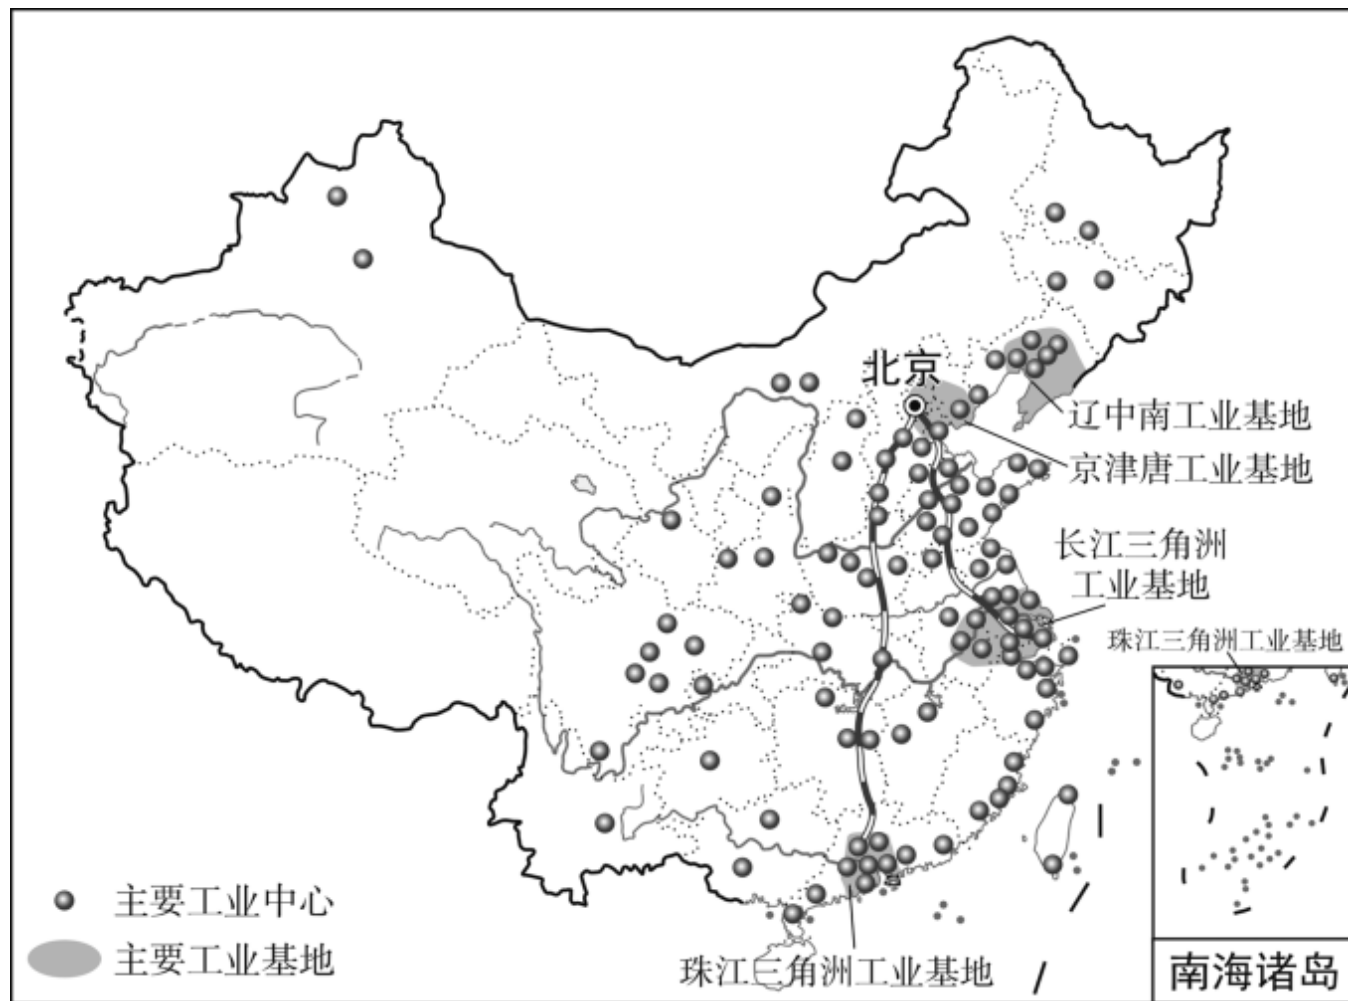 北京
辽中南工业基地
京津唐工业基地
长江三角洲
工业基地
珠江三角洲工业基地
主要工业中心
主要工业基地
珠江三角洲工业基地
南海诸岛